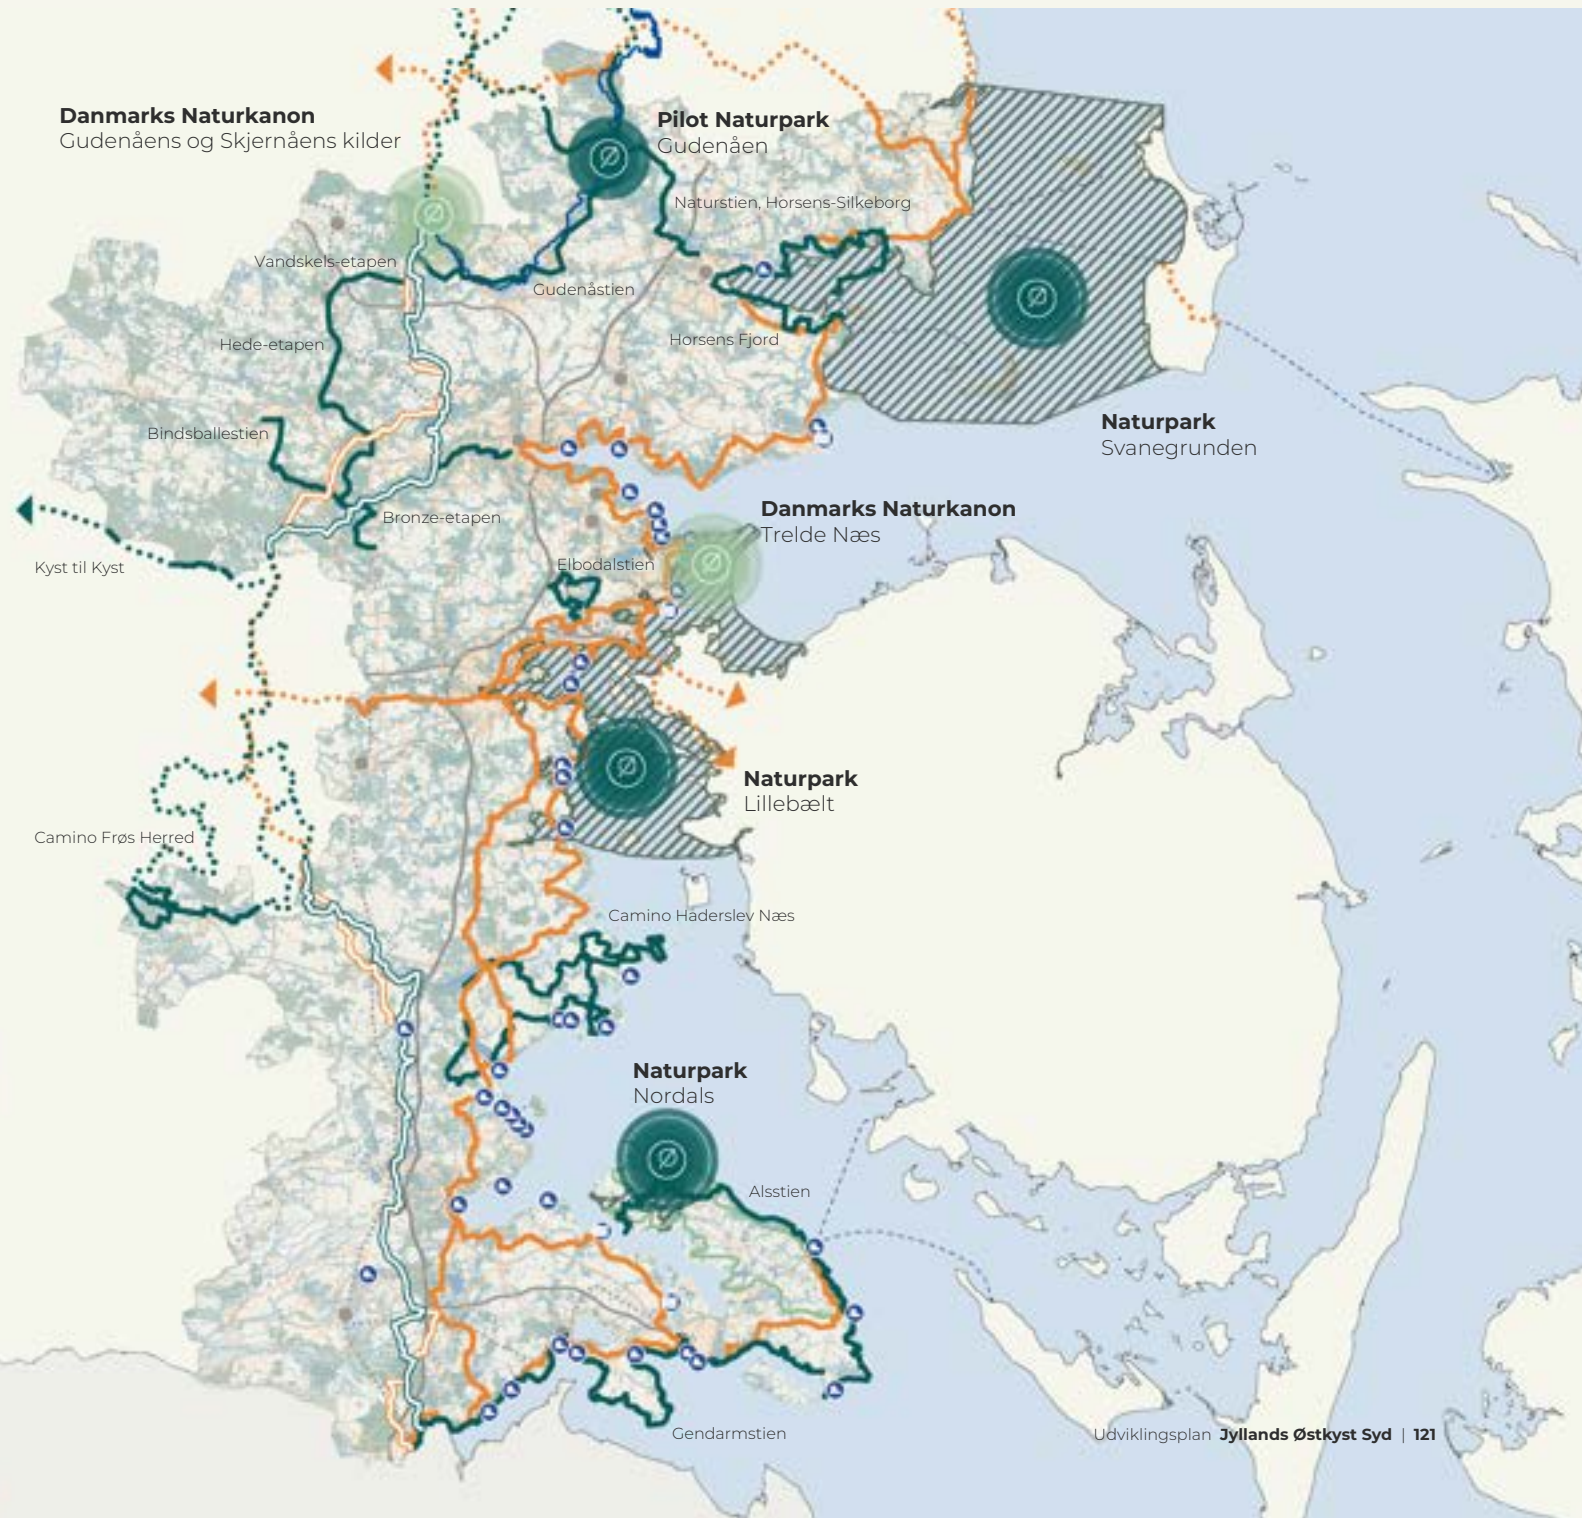 Danmarks Naturkanon
Gudenåens og Skjernåens kilder
Pilot Naturpark
Gudenåen
Naturstien, Horsens-Silkeborg
Vandskels-etapen
Gudenåstien
Hede-etapen
Horsens Fjord
Naturpark
Svanegrunden
Bindsballestien
Danmarks Naturkanon
Trelde Næs
Bronze-etapen
Kyst til Kyst
Elbodalstien
Naturpark
Lillebælt
Camino Frøs Herred
Camino Haderslev Næs
Naturpark
Nordals
Alsstien
Gendarmstien
Udviklingsplan Jyllands Østkyst Syd | 121